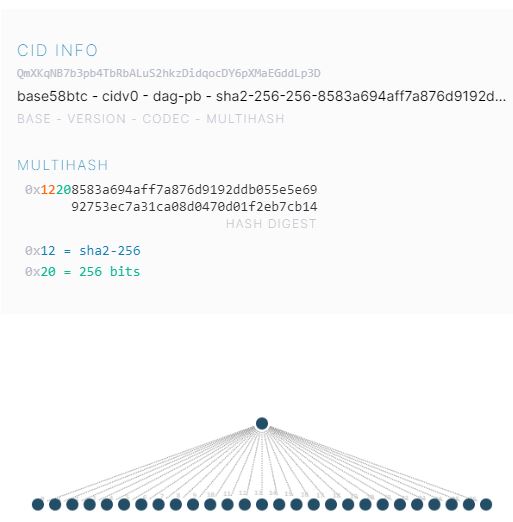 CID INFO
QmXKqNB7b3pb4TbRbALuS2hkzDidqocDY6pXMaEGddLp3D
base58btc - cidv0 - dag-pb - sha2-256-256-8583a694aff7a876d9192d...
BASE - VERSION - CODEC - MULTIHASH
MULTIHASH
0x12208583a694aff7a876d9192ddb055e5e69
92753ec7a31ca08d0470d01f2eb7cb14
HASH DIGEST
0x12 = sha2-256
0x20 = 256 bits